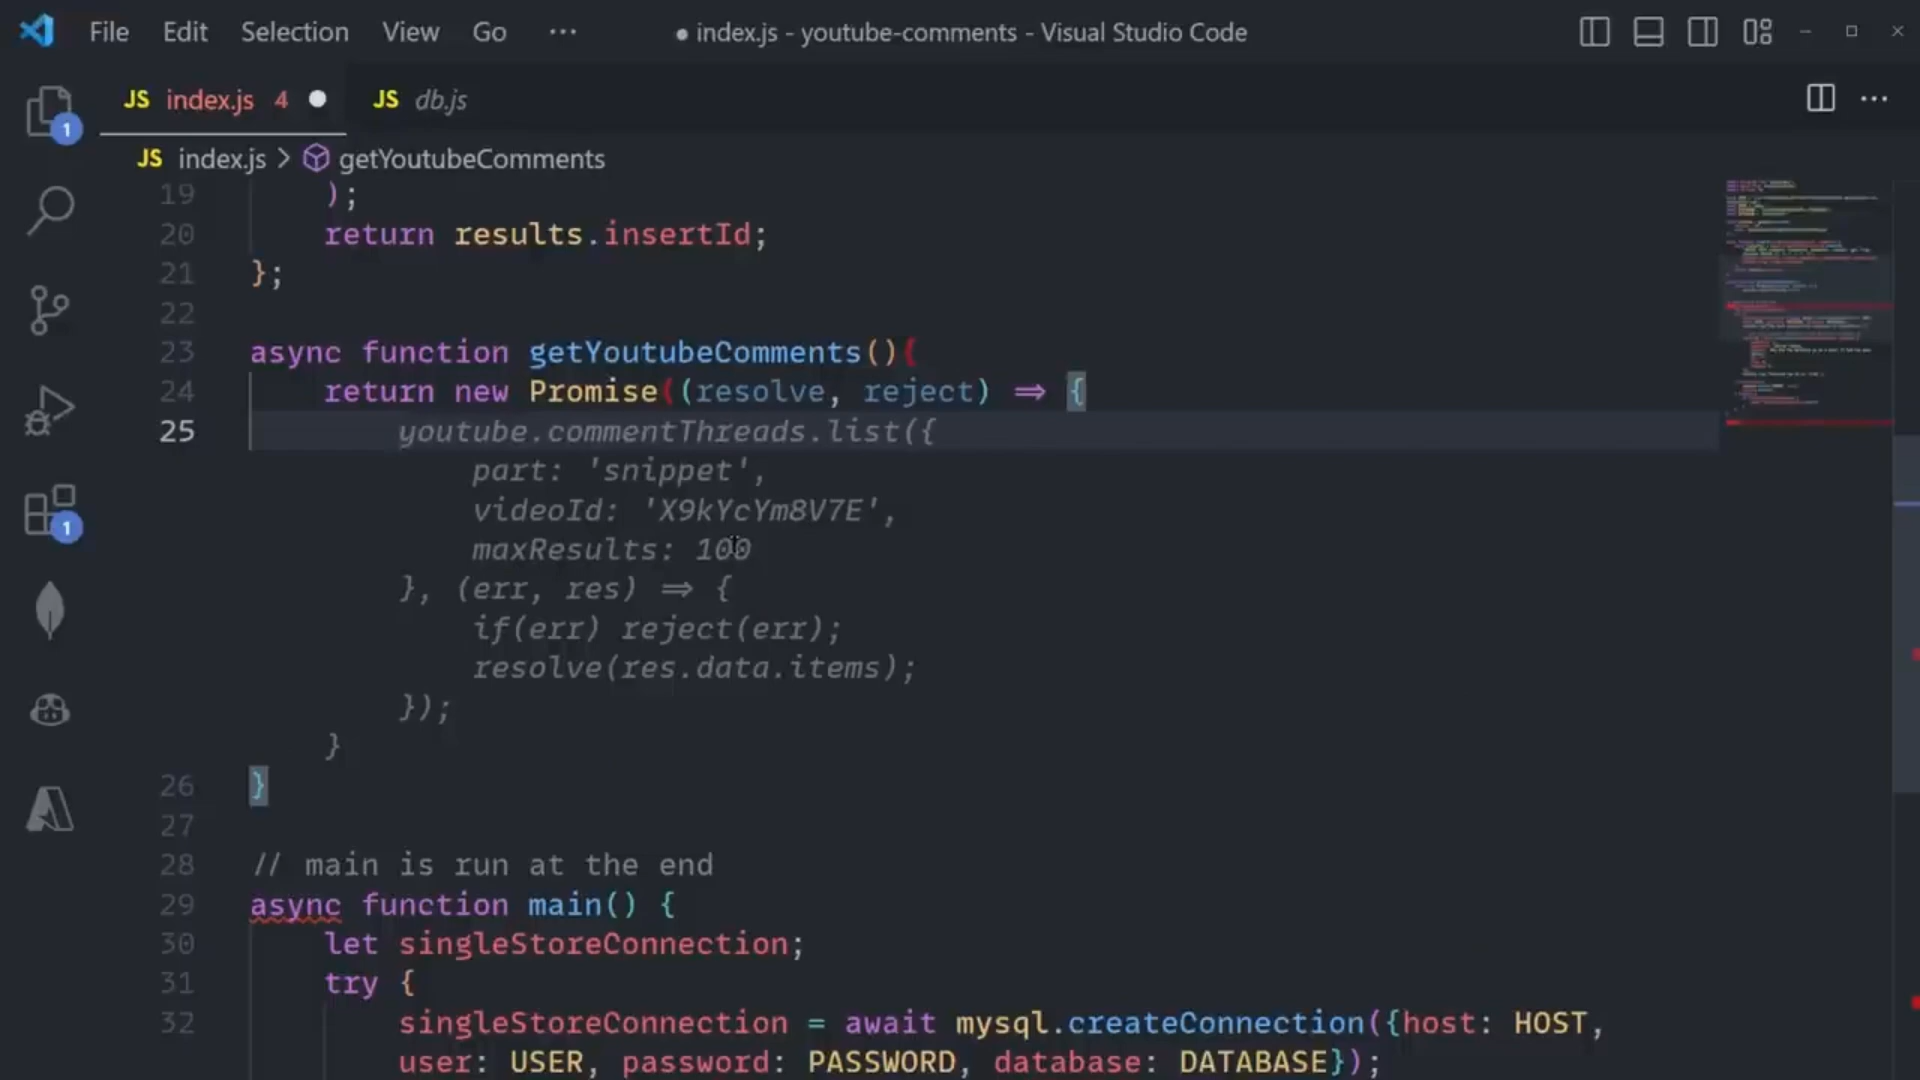 File Edit Selection View Go ··· ● index.js - youtube-comments - Visual Studio Code
JS index.js 4 ● JS db.js ···
JS index.js > getYoutubeComments
19 );
20 return results.insertId;
21 };
22
23 async function getYoutubeComments(){
24 return new Promise((resolve, reject) => {
25 youtube.commentThreads.list({
part: 'snippet',
videoId: 'X9kYcYm8V7E',
maxResults: 100
}, (err, res) => {
if(err) reject(err);
resolve(res.data.items);
});
}
26 }
27
28 // main is run at the end
29 async function main() {
30 let singleStoreConnection;
31 try {
32 singleStoreConnection = await mysql.createConnection({host: HOST,
user: USER, password: PASSWORD, database: DATABASE});
1
1